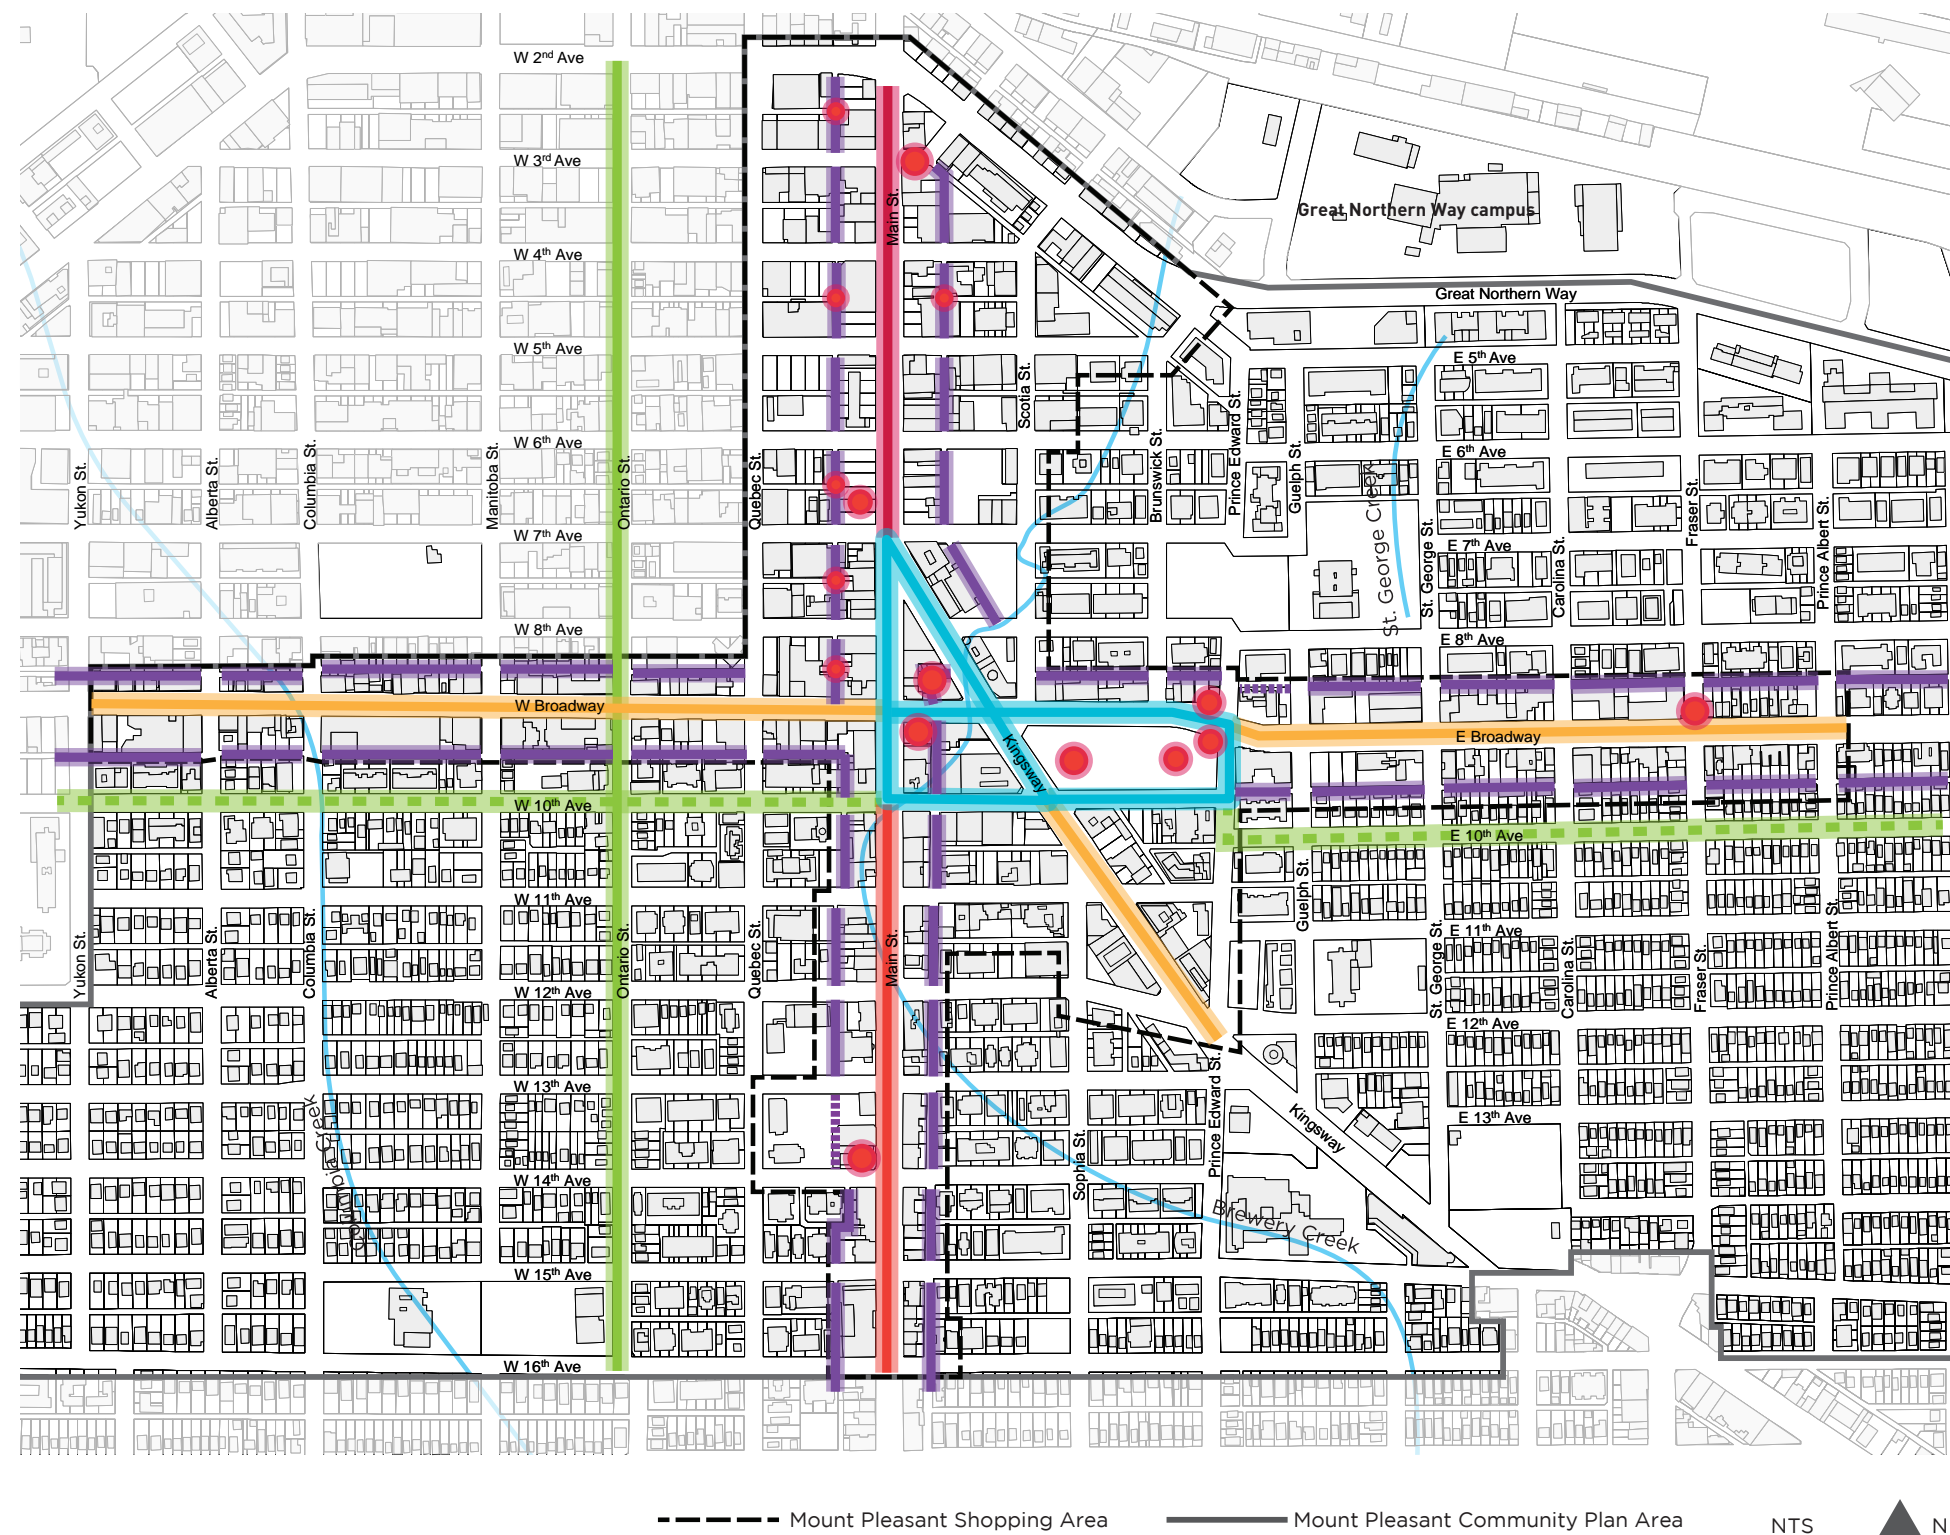 W 2nd Ave
W 3rd Ave
Main St.
Great Northern Way campus
W 4th Ave
Great Northern Way
W 5th Ave
E 5th Ave
Scotia St.
Prince Edward St.
W 6th Ave
E 6th Ave
Yukon St.
Alberta St.
Columbia St.
Manitoba St.
Ontario St.
Quebec St.
Brunswick St.
Guelph St.
St. George Creek
St. George St.
Fraser St.
Prince Albert St.
Carolina St.
W 7th Ave
E 7th Ave
W 8th Ave
E 8th Ave
W Broadway
E Broadway
Kingsway
W 10th Ave
E 10th Ave
W 11th Ave
E 11th Ave
Yukon St.
Alberta St.
Columbia St.
Ontario St.
Quebec St.
Main St.
Guelph St.
St. George St.
Carolina St.
Fraser St.
Prince Albert St.
W 12th Ave
E 12th Ave
W 13th Ave
E 13th Ave
Kingsway
Prince Edward St.
Sophia St.
Columbia Creek
W 14th Ave
Brewery Creek
W 15th Ave
W 16th Ave
Mount Pleasant Shopping Area
Mount Pleasant Community Plan Area
NTS
N